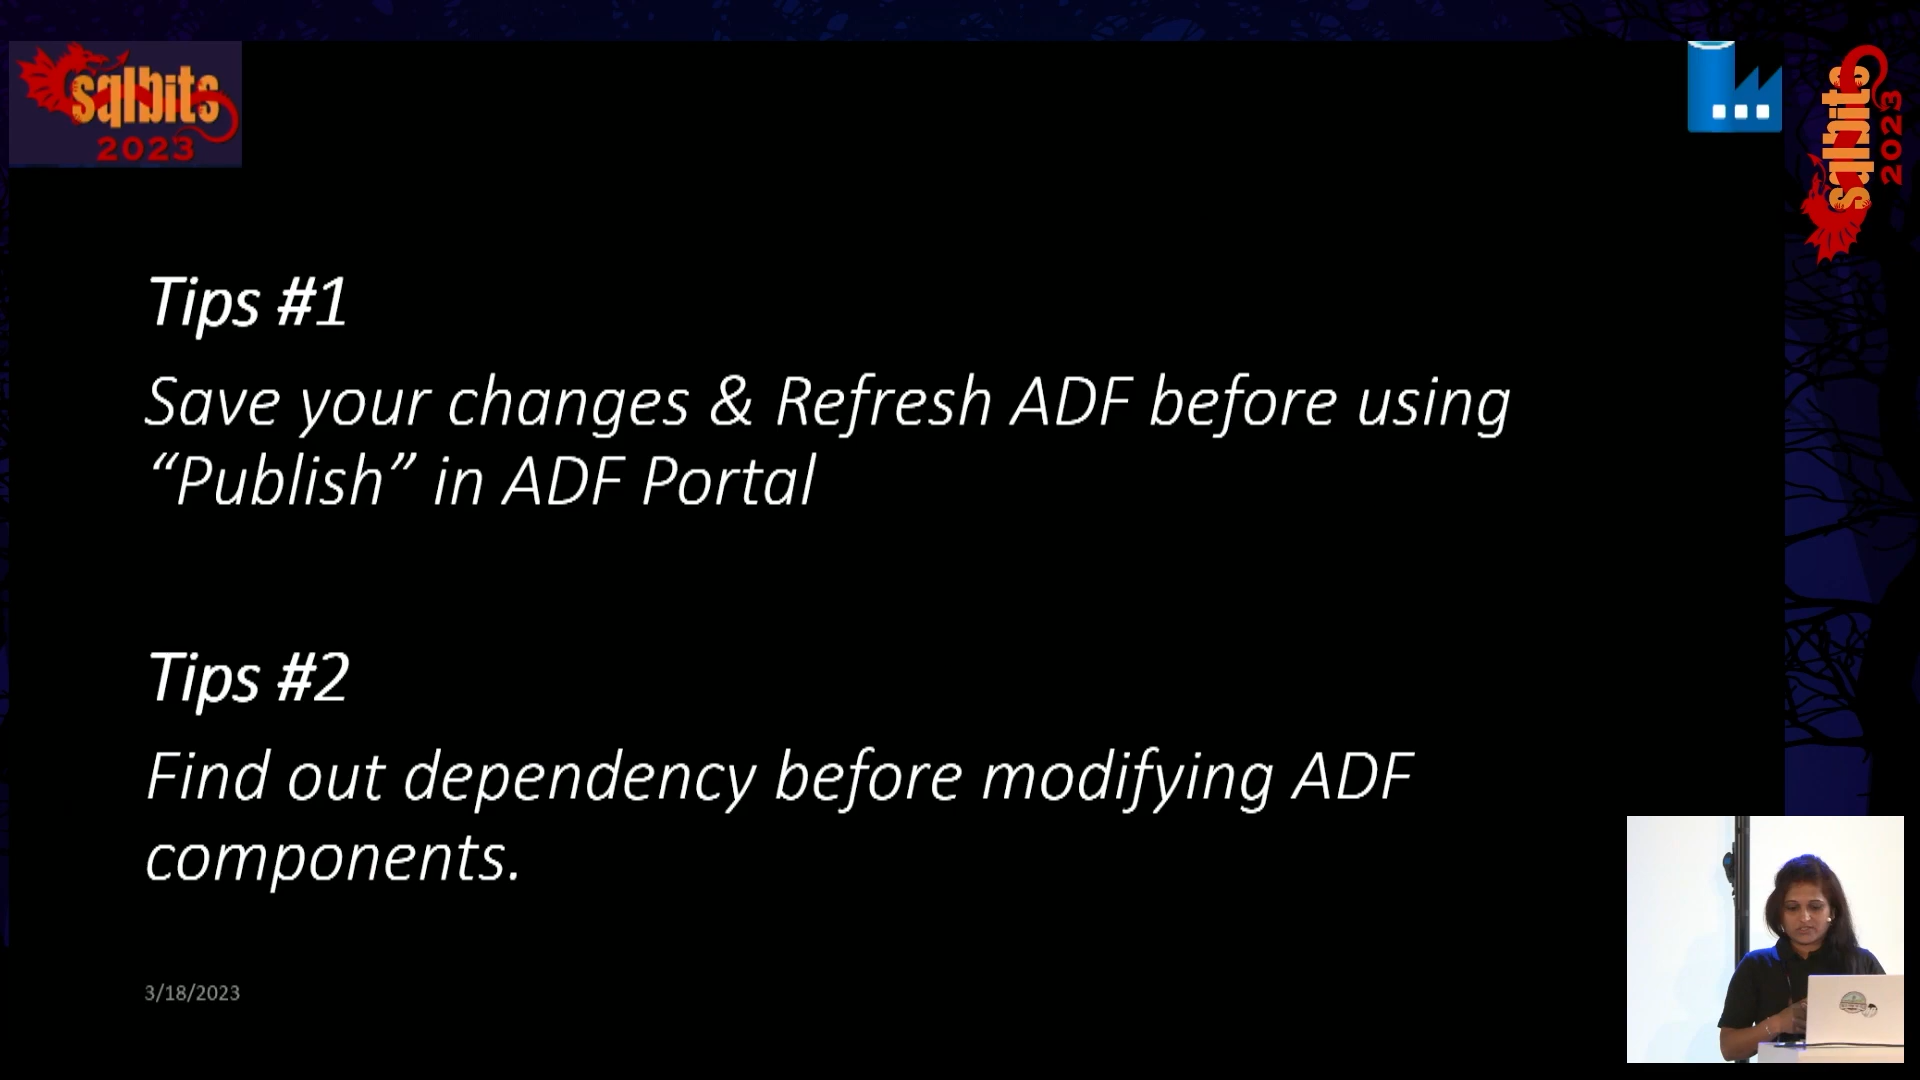 sqlbits
2023
sqlbits
2023
Tips #1
Save your changes & Refresh ADF before using
“Publish” in ADF Portal
Tips #2
Find out dependency before modifying ADF
components.
3/18/2023